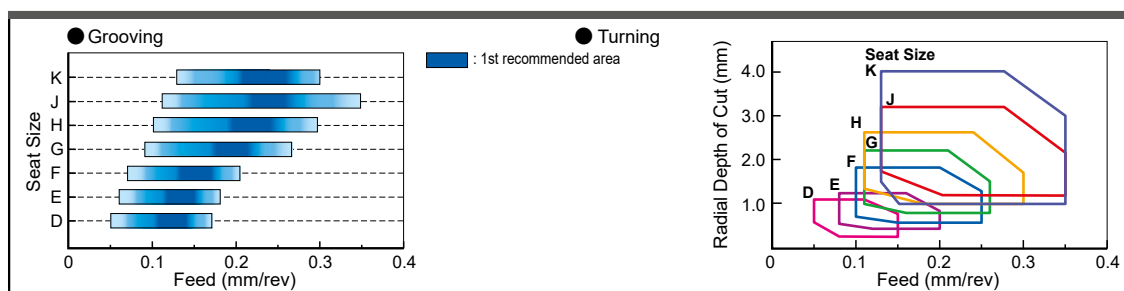 ● Grooving
K
J
H
G
F
E
D
Seat Size
0 0.1 0.2 0.3 0.4
Feed (mm/rev)
: 1st recommended area
● Turning
Seat Size
K
J
H
G
F
E
D
Radial Depth of Cut (mm)
4.0
3.0
2.0
1.0
0 0.1 0.2 0.3 0.4
Feed (mm/rev)